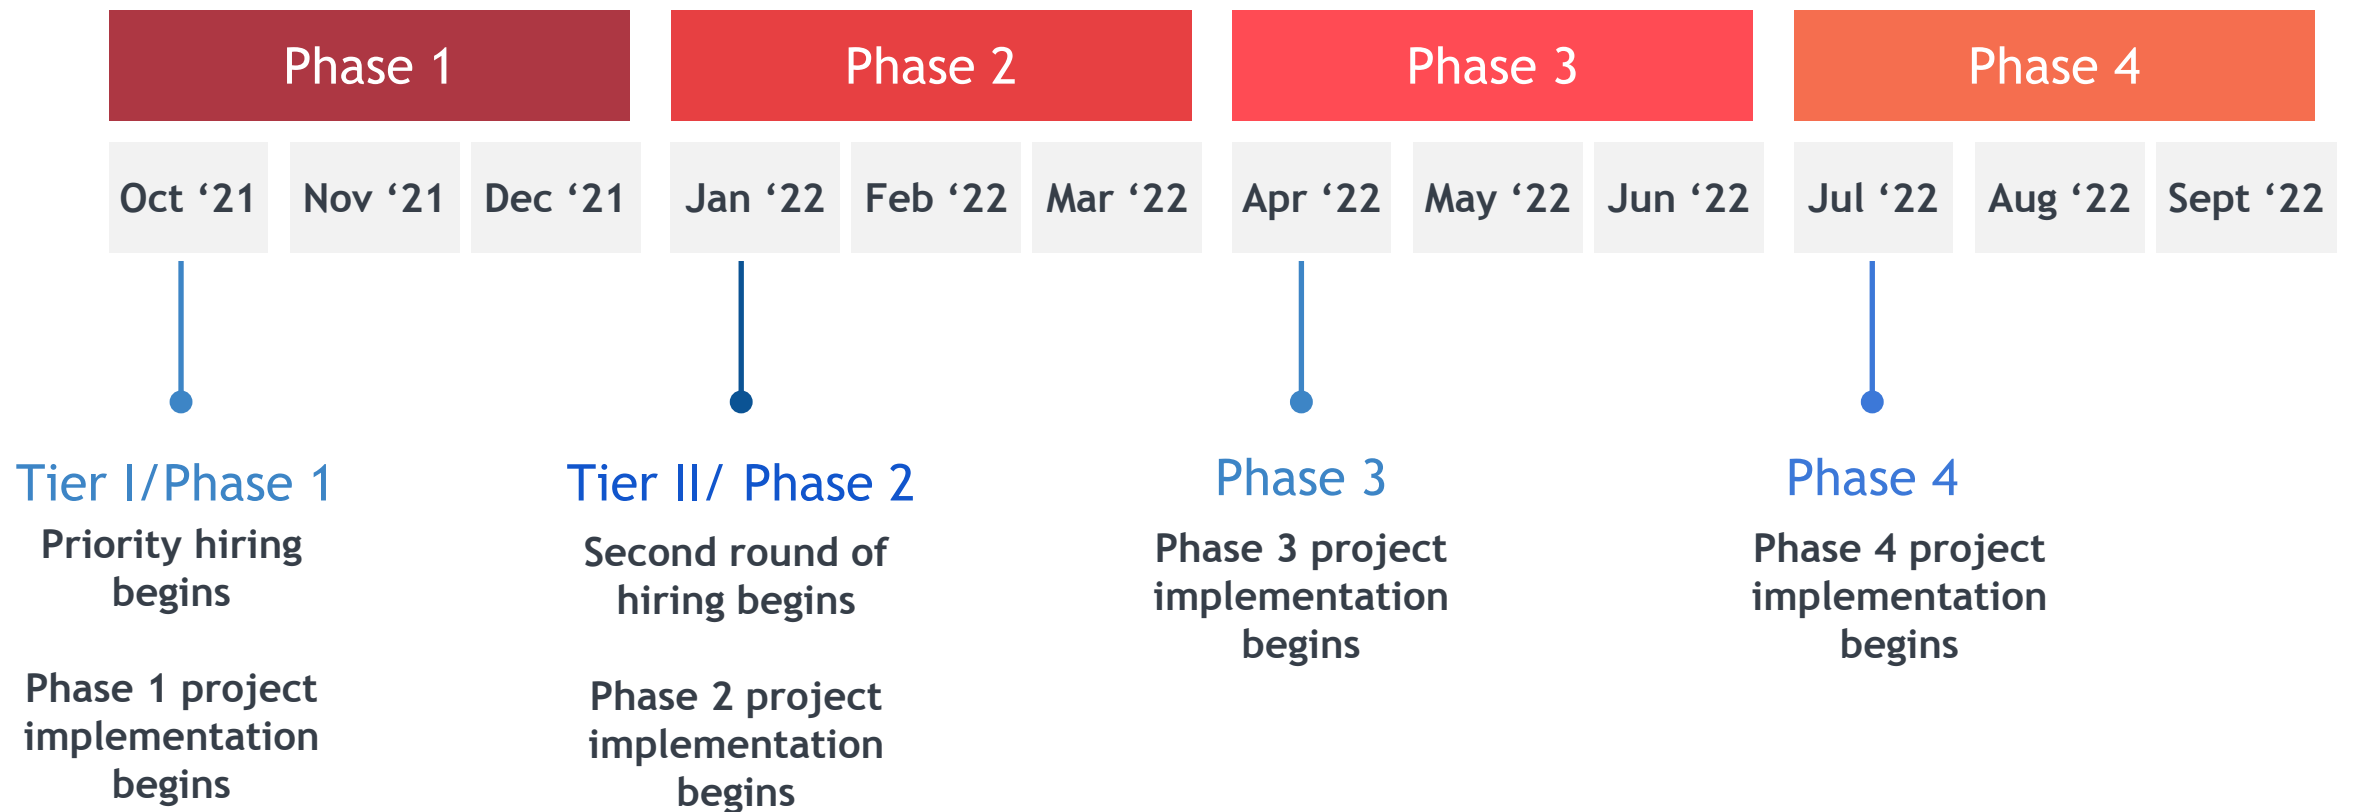 Phase 1
Phase 2
Phase 3
Phase 4
Oct ‘21
Nov ‘21
Dec ‘21
Jan ‘22
Feb ‘22
Mar ‘22
Apr ‘22
May ‘22
Jun ‘22
Jul ‘22
Aug ‘22
Sept ‘22
Tier I/Phase 1
Priority hiring
begins
Phase 1 project
implementation
begins
Tier II/ Phase 2
Second round of
hiring begins
Phase 2 project
implementation
begins
Phase 3
Phase 3 project
implementation
begins
Phase 4
Phase 4 project
implementation
begins